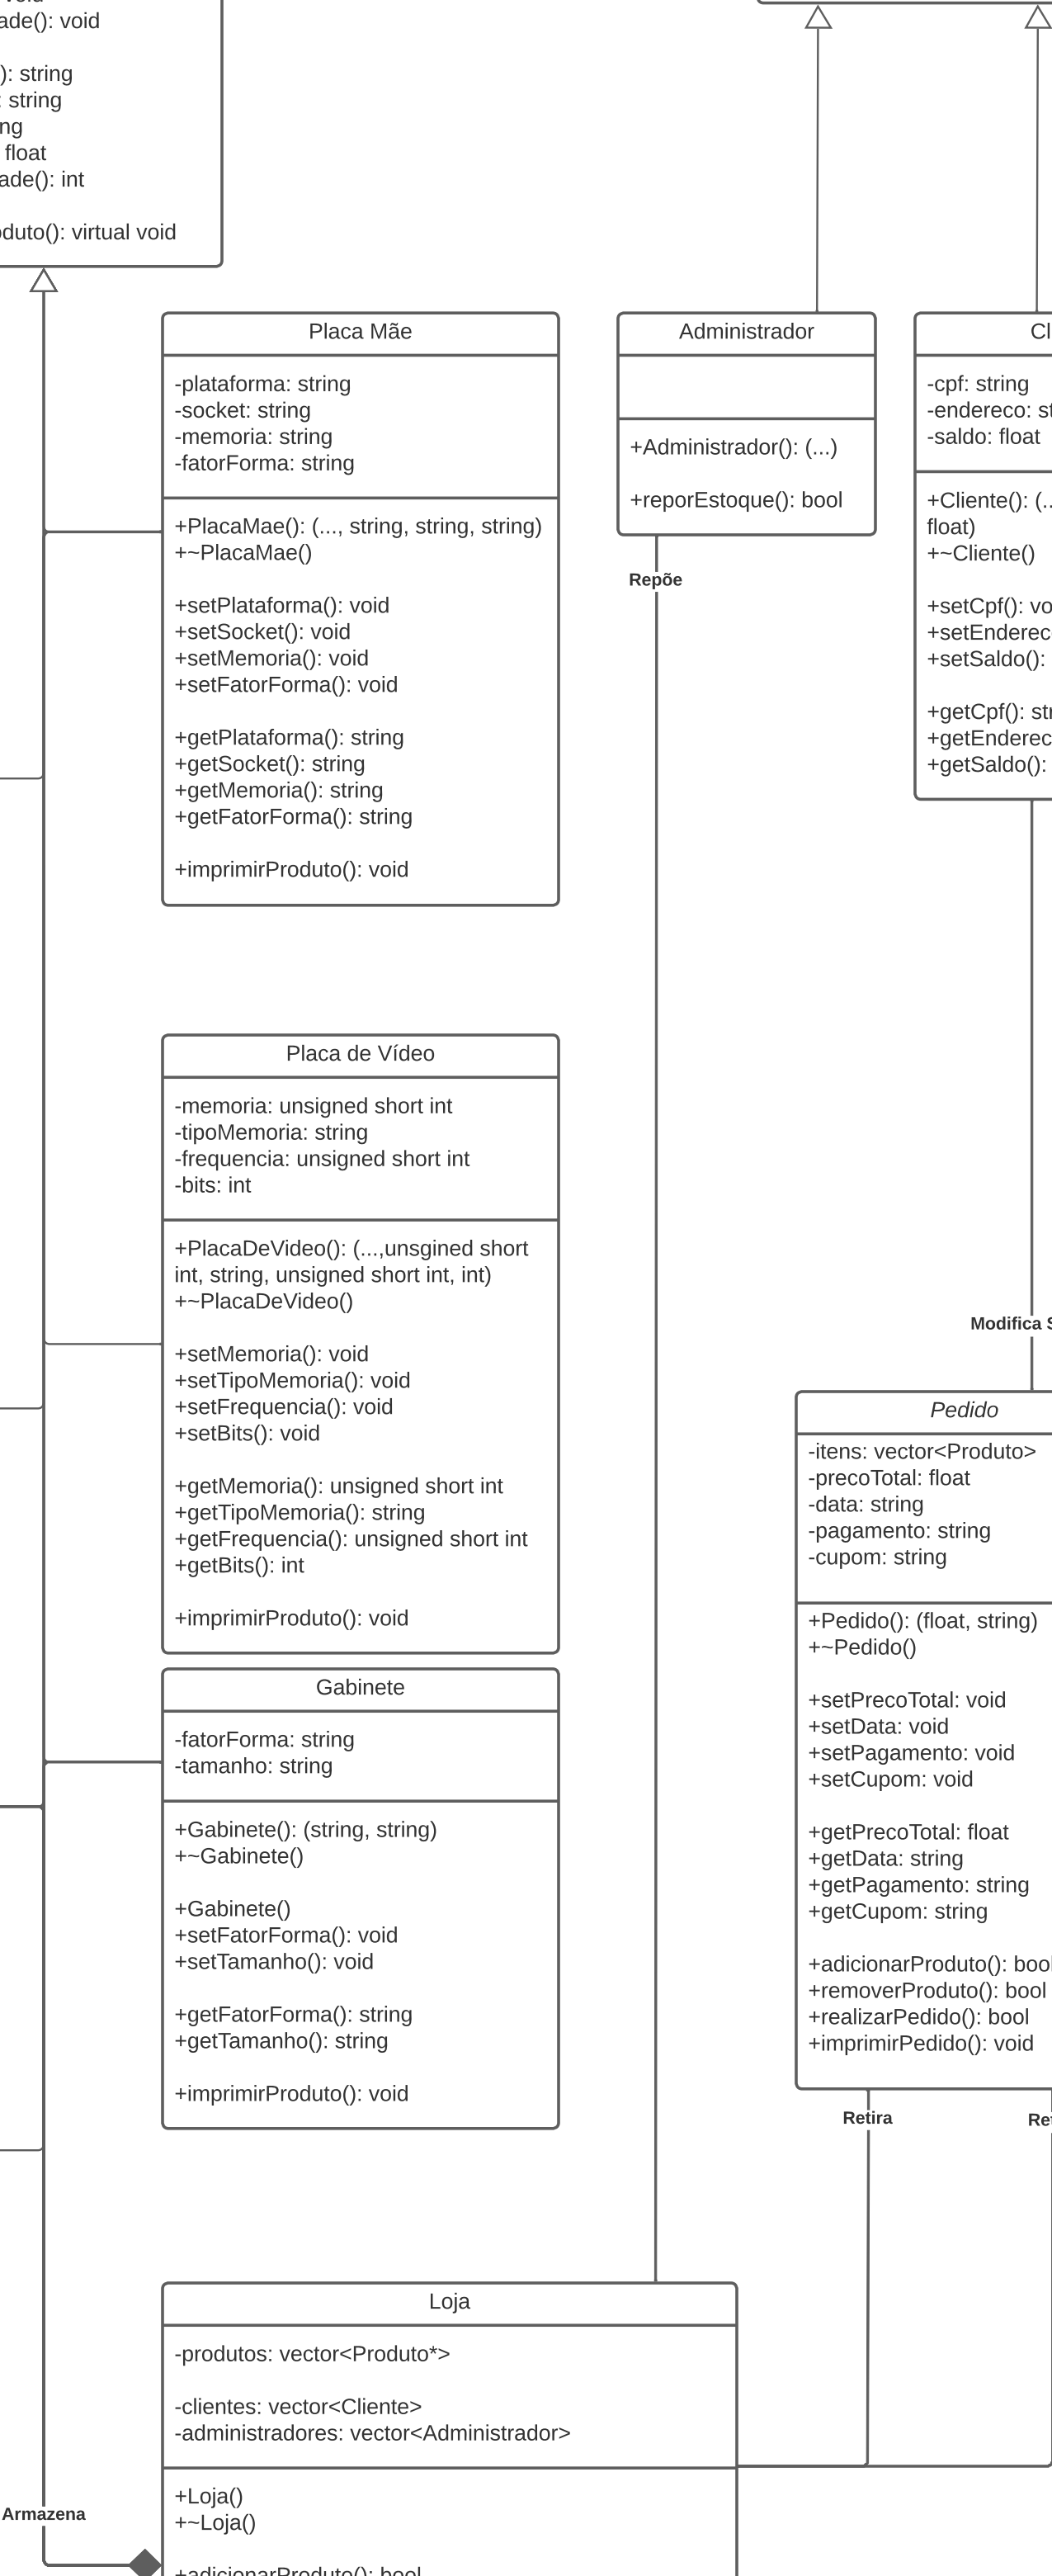 ade(): void
): string
: string
ng
float
ade(): int
oduto(): virtual void
Placa Mãe
-plataforma: string
-socket: string
-memoria: string
-fatorForma: string
+PlacaMae(): (..., string, string, string)
+~PlacaMae()
+setPlataforma(): void
+setSocket(): void
+setMemoria(): void
+setFatorForma(): void
+getPlataforma(): string
+getSocket(): string
+getMemoria(): string
+getFatorForma(): string
+imprimirProduto(): void
Administrador
+Administrador(): (...)
+reporEstoque(): bool
Repõe
Cl
-cpf: string
-endereco: st
-saldo: float
+Cliente(): (..
float)
+~Cliente()
+setCpf(): vo
+setEnderec
+setSaldo():
+getCpf(): str
+getEnderec
+getSaldo():
Placa de Vídeo
-memoria: unsigned short int
-tipoMemoria: string
-frequencia: unsigned short int
-bits: int
+PlacaDeVideo(): (...,unsgined short
int, string, unsigned short int, int)
+~PlacaDeVideo()
+setMemoria(): void
+setTipoMemoria(): void
+setFrequencia(): void
+setBits(): void
+getMemoria(): unsigned short int
+getTipoMemoria(): string
+getFrequencia(): unsigned short int
+getBits(): int
+imprimirProduto(): void
Modifica S
Pedido
-itens: vector<Produto>
-precoTotal: float
-data: string
-pagamento: string
-cupom: string
+Pedido(): (float, string)
+~Pedido()
+setPrecoTotal: void
+setData: void
+setPagamento: void
+setCupom: void
+getPrecoTotal: float
+getData: string
+getPagamento: string
+getCupom: string
+adicionarProduto(): bool
+removerProduto(): bool
+realizarPedido(): bool
+imprimirPedido(): void
Gabinete
-fatorForma: string
-tamanho: string
+Gabinete(): (string, string)
+~Gabinete()
+Gabinete()
+setFatorForma(): void
+setTamanho(): void
+getFatorForma(): string
+getTamanho(): string
+imprimirProduto(): void
Retira
Ret
Loja
-produtos: vector<Produto*>
-clientes: vector<Cliente>
-administradores: vector<Administrador>
+Loja()
+~Loja()
+adicionarProduto(): bool
Armazena